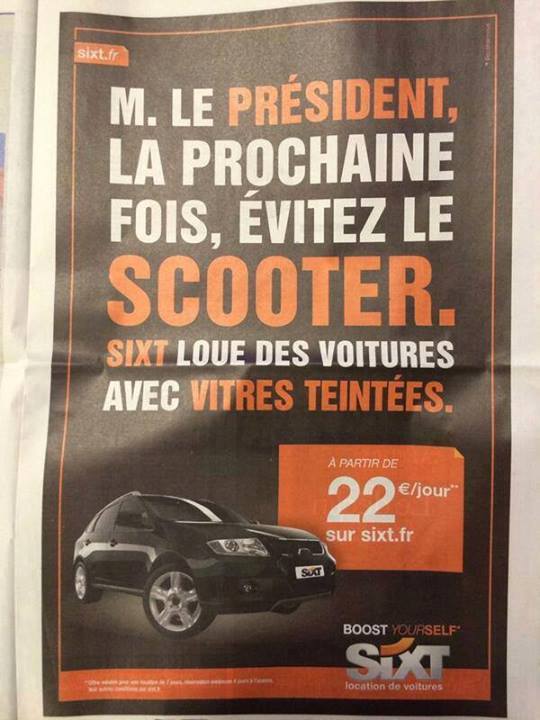 sixt.fr
M. LE PRÉSIDENT,
LA PROCHAINE
FOIS, ÉVITEZ LE
SCOOTER.
SIXT LOUE DES VOITURES
AVEC VITRES TEINTÉES.
À PARTIR DE
22 €/jour**
sur sixt.fr
SIXT
BOOST YOURSELF*
SIXT
location de voitures